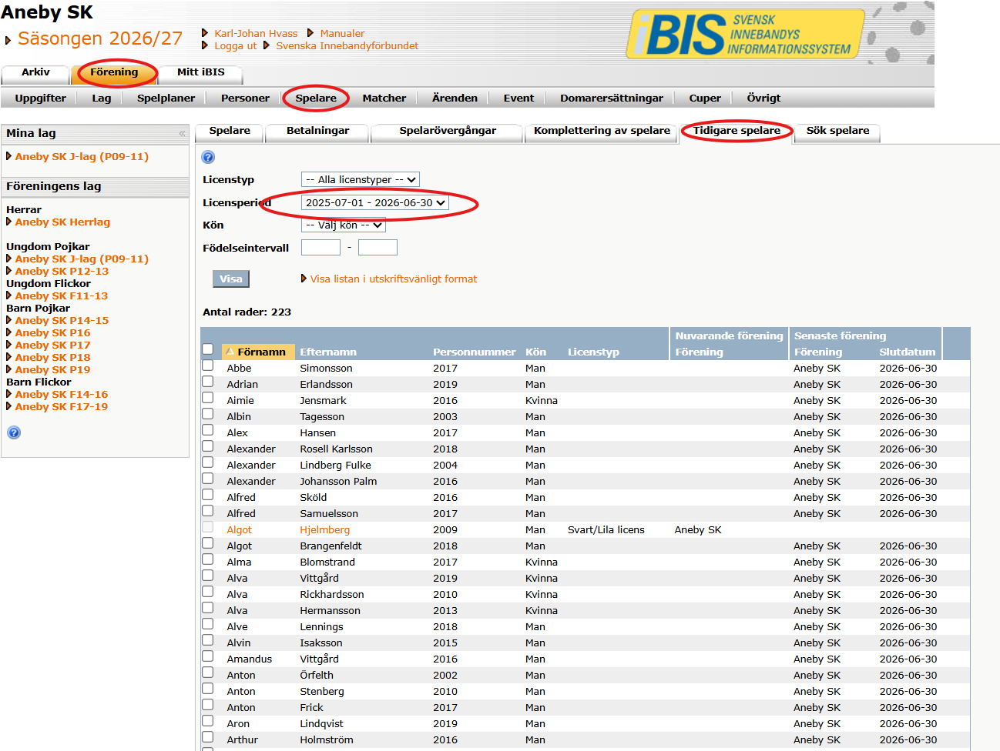 Aneby SK
Säsongen 2026/27
Karl-Johan Hvass Manualer
Logga ut Svenska Innebandyförbundet
iBIS SVENSK INNEBANDYS INFORMATIONSSYSTEM
Arkiv Förening Mitt iBIS
Uppgifter Lag Spelplaner Personer Spelare Matcher Ärenden Event Domarersättningar Cuper Övrigt
Mina lag «
Aneby SK J-lag (P09-11)
Föreningens lag
Herrar
Aneby SK Herrlag
Ungdom Pojkar
Aneby SK J-lag (P09-11)
Aneby SK P12-13
Ungdom Flickor
Aneby SK F11-13
Barn Pojkar
Aneby SK P14-15
Aneby SK P16
Aneby SK P17
Aneby SK P18
Aneby SK P19
Barn Flickor
Aneby SK F14-16
Aneby SK F17-19
?
Spelare Betalningar Spelarövergångar Komplettering av spelare Tidigare spelare Sök spelare
?
Licenstyp -- Alla licenstyper --
Licensperiod 2025-07-01 - 2026-06-30
Kön -- Välj kön --
Födelseintervall -
Visa Visa listan i utskriftsvänligt format
Antal rader: 223
Nuvarande förening Senaste förening
Förnamn Efternamn Personnummer Kön Licenstyp Förening Förening Slutdatum
Abbe Simonsson 2017 Man Aneby SK 2026-06-30
Adrian Erlandsson 2019 Man Aneby SK 2026-06-30
Aimie Jensmark 2016 Kvinna Aneby SK 2026-06-30
Albin Tagesson 2003 Man Aneby SK 2026-06-30
Alex Hansen 2017 Man Aneby SK 2026-06-30
Alexander Rosell Karlsson 2018 Man Aneby SK 2026-06-30
Alexander Lindberg Fulke 2004 Man Aneby SK 2026-06-30
Alexander Johansson Palm 2016 Man Aneby SK 2026-06-30
Alfred Sköld 2016 Man Aneby SK 2026-06-30
Alfred Samuelsson 2017 Man Aneby SK 2026-06-30
Algot Hjelmberg 2009 Man Svart/Lila licens Aneby SK
Algot Brangenfeldt 2018 Man Aneby SK 2026-06-30
Alma Blomstrand 2017 Kvinna Aneby SK 2026-06-30
Alva Vittgård 2019 Kvinna Aneby SK 2026-06-30
Alva Rickhardsson 2010 Kvinna Aneby SK 2026-06-30
Alva Hermansson 2013 Kvinna Aneby SK 2026-06-30
Alve Lennings 2018 Man Aneby SK 2026-06-30
Alvin Isaksson 2015 Man Aneby SK 2026-06-30
Amandus Vittgård 2016 Man Aneby SK 2026-06-30
Anton Örfelth 2002 Man Aneby SK 2026-06-30
Anton Stenberg 2010 Man Aneby SK 2026-06-30
Anton Frick 2017 Man Aneby SK 2026-06-30
Aron Lindqvist 2019 Man Aneby SK 2026-06-30
Arthur Holmström 2016 Man Aneby SK 2026-06-30